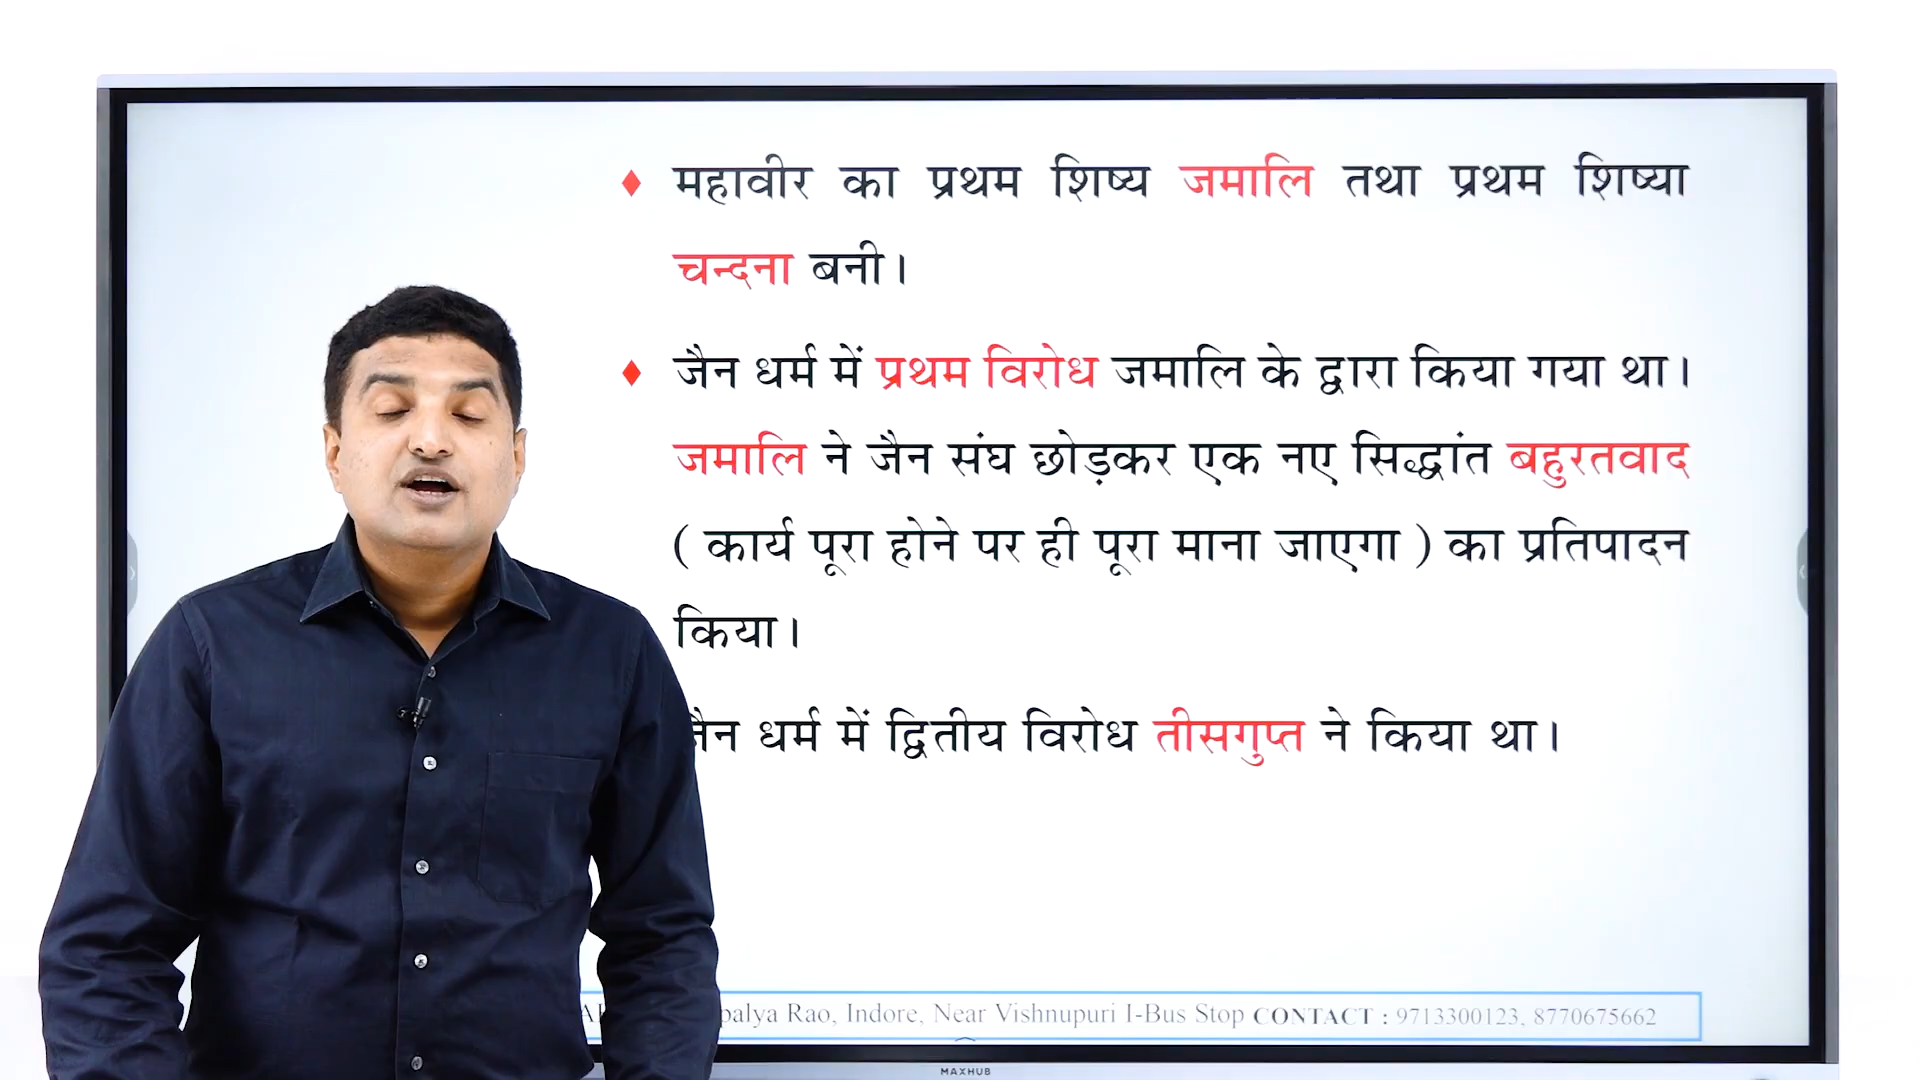 ♦ महावीर का प्रथम शिष्य जमालि तथा प्रथम शिष्या
चन्दना बनी।
♦ जैन धर्म में प्रथम विरोध जमालि के द्वारा किया गया था।
जमालि ने जैन संघ छोड़कर एक नए सिद्धांत बहुरतवाद
( कार्य पूरा होने पर ही पूरा माना जाएगा ) का प्रतिपादन
किया।
जैन धर्म में द्वितीय विरोध तीसगुप्त ने किया था।
Rao, Indore, Near Vishnupuri I-Bus Stop CONTACT : 9713300123, 8770675662
MAXHUB